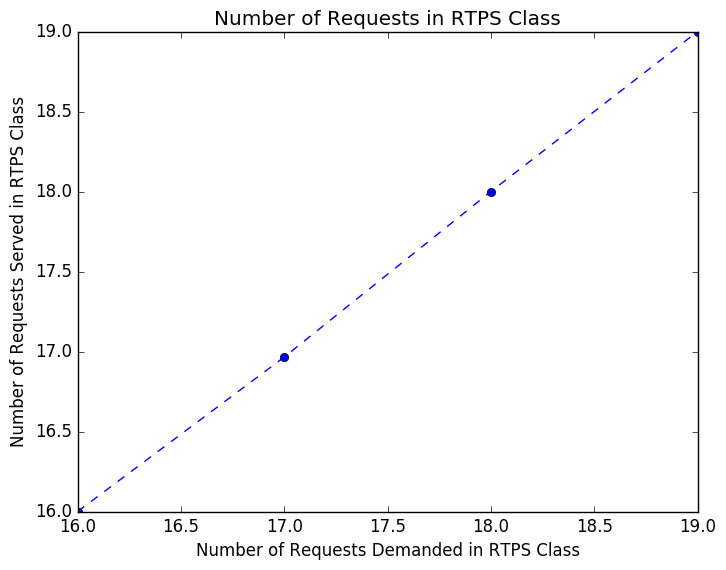 Number of Requests in RTPS Class
Number of Requests Served in RTPS Class
19.0
18.5
18.0
17.5
17.0
16.5
16.0
16.0 16.5 17.0 17.5 18.0 18.5 19.0
Number of Requests Demanded in RTPS Class